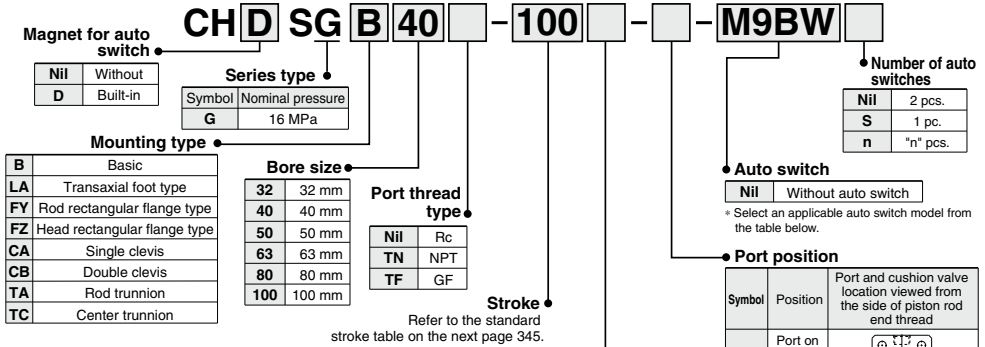 CHD SGB40 □ - 100 □ - □ - M9BW □
Magnet for auto
switch
Nil Without
D Built-in
Series type
Symbol Nominal pressure
G 16 MPa
Mounting type
B Basic
LA Transaxial foot type
FY Rod rectangular flange type
FZ Head rectangular flange type
CA Single clevis
CB Double clevis
TA Rod trunnion
TC Center trunnion
Bore size
32 32 mm
40 40 mm
50 50 mm
63 63 mm
80 80 mm
100 100 mm
Port thread
type
Nil Rc
TN NPT
TF GF
Stroke
Refer to the standard
stroke table on the next page 345.
Number of auto
switches
Nil 2 pcs.
S 1 pc.
n "n" pcs.
Auto switch
Nil Without auto switch
* Select an applicable auto switch model from
the table below.
Port position
Symbol Position Port and cushion valve
location viewed from
the side of piston rod
end thread
Port on